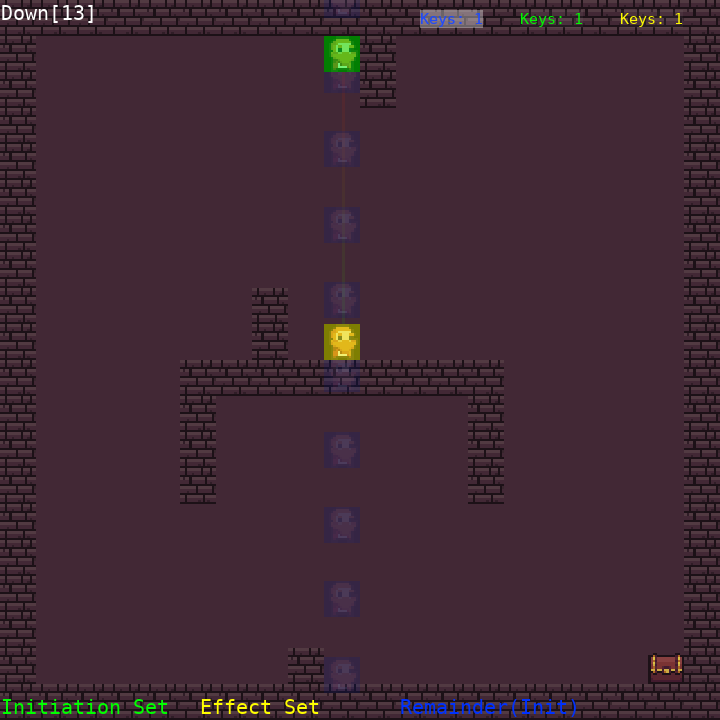 Down[13]
Keys: 1 Keys: 1 Keys: 1
Initiation Set Effect Set Remainder(Init)